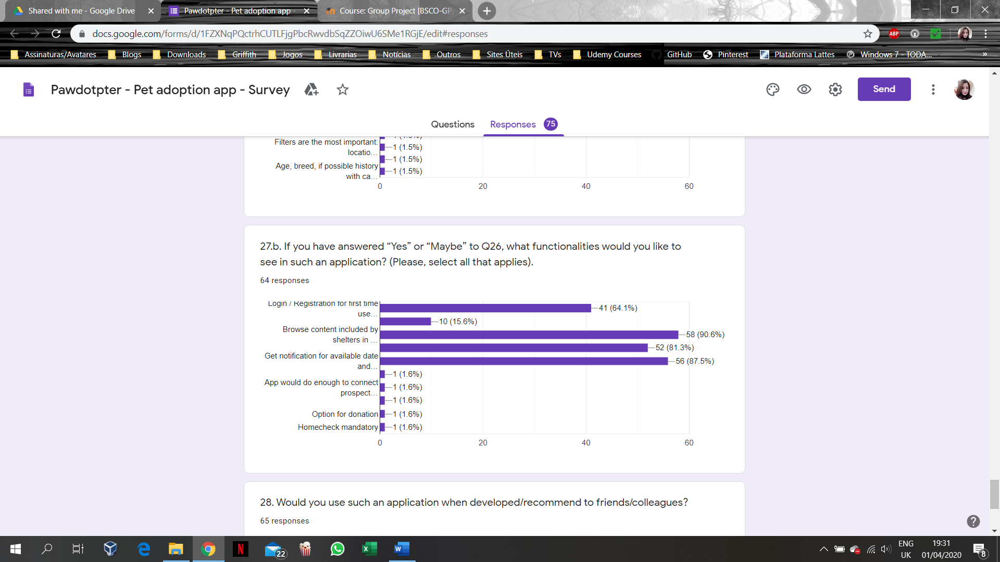 Shared with me - Google Drive
Pawdotpter - Pet adoption app -
Course: Group Project [BSCO-GP
docs.google.com/forms/d/1FZXNqPQctrhCUTLFjgPbcRwvdbSqZZOiwU6SMe1RGjE/edit#responses
ABP
Assinaturas/Avatares
Blogs
Downloads
Griffith
Jogos
Livrarias
Notícias
Outros
Sites Úteis
TVs
Udemy Courses
GitHub
Pinterest
Plataforma Lattes
Windows 7 - TODA...
»
Pawdotpter - Pet adoption app - Survey
Send
Questions
Responses 75
Filters are the most important:
locatio...
1 (1.5%)
1 (1.5%)
Age, breed, if possible history
with ca...
1 (1.5%)
0 20 40 60
27.b. If you have answered “Yes” or “Maybe” to Q26, what functionalities would you like to
see in such an application? (Please, select all that applies).
64 responses
Login / Registration for first time
use...
41 (64.1%)
10 (15.6%)
Browse content included by
shelters in ...
58 (90.6%)
52 (81.3%)
Get notification for available date
and...
56 (87.5%)
1 (1.6%)
App would do enough to connect
prospect...
1 (1.6%)
1 (1.6%)
Option for donation
1 (1.6%)
Homecheck mandatory
1 (1.6%)
0 20 40 60
28. Would you use such an application when developed/recommend to friends/colleagues?
65 responses
22
ENG
UK
19:31
01/04/2020
8